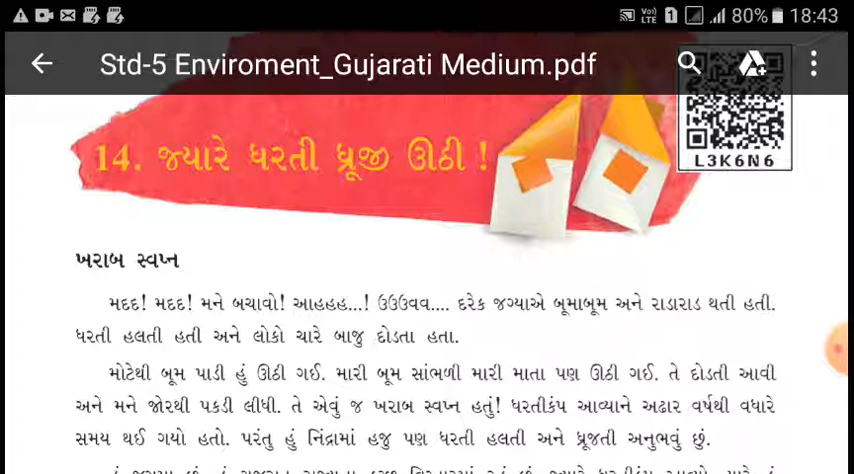 80% 18:43
Std-5 Enviroment_Gujarati Medium.pdf
L3K6N6
14. જ્યારે ધરતી ધ્રૂજી ઊઠી !
ખરાબ સ્વપ્ન
મદદ! મદદ! મને બચાવો! આહહહ...! ઉઉઉવવ.... દરેક જગ્યાએ બૂમાબૂમ અને રાડારાડ થતી હતી.
ધરતી હલતી હતી અને લોકો ચારે બાજુ દોડતા હતા.
મોટેથી બૂમ પાડી હું ઊઠી ગઈ. મારી બૂમ સાંભળી મારી માતા પણ ઊઠી ગઈ. તે દોડતી આવી
અને મને જોરથી પકડી લીધી. તે એવું જ ખરાબ સ્વપ્ન હતું! ધરતીકંપ આવ્યાને અઢાર વર્ષથી વધારે
સમય થઈ ગયો હતો. પરંતુ હું નિંદ્રામાં હજુ પણ ધરતી હલતી અને ધ્રૂજતી અનુભવું છું.